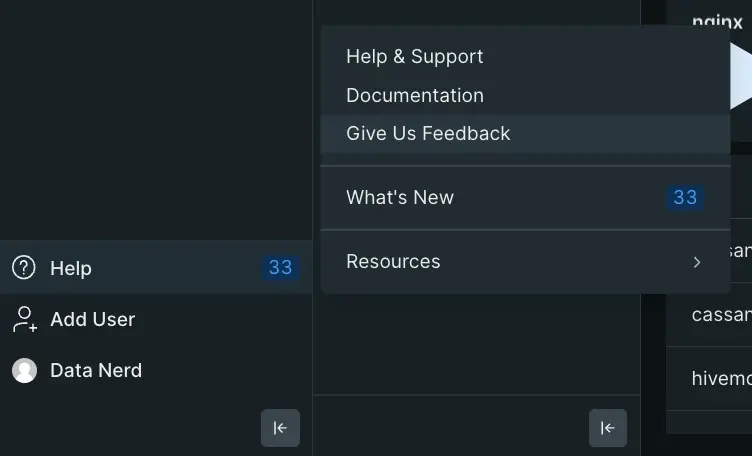 nginx
Help & Support
Documentation
Give Us Feedback
What's New 33
Resources
Help 33
cassan
Add User
hivemo
Data Nerd